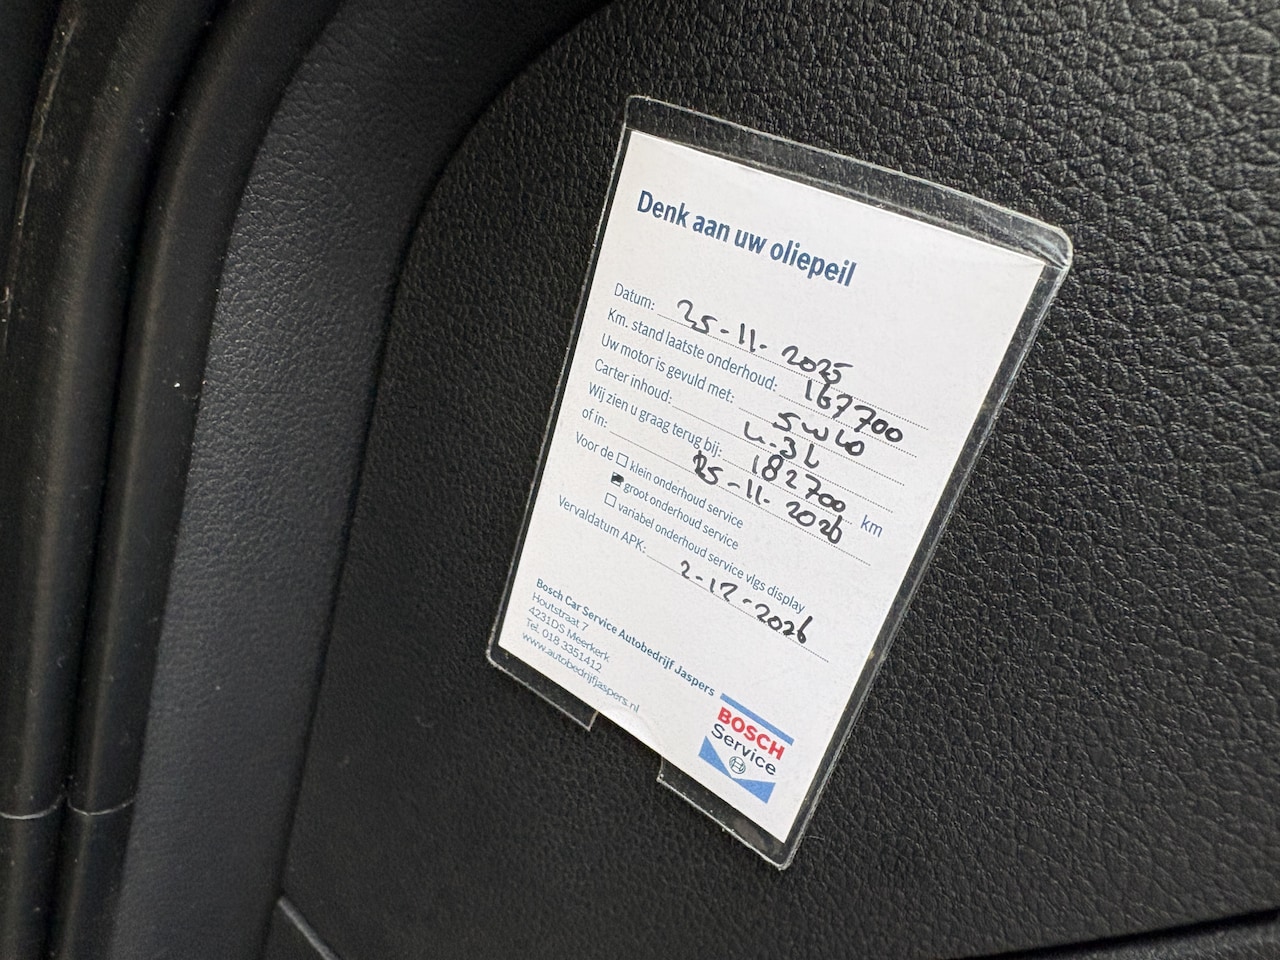 Denk aan uw oliepeil
Datum: 25-11-2025
Km. stand laatste onderhoud: 167700
Uw motor is gevuld met: 5w40
Carter inhoud: 4.3L
Wij zien u graag terug bij: 182700 km
of in: 25-11-2026
Voor de ☐ klein onderhoud service
groot onderhoud service
☐ variabel onderhoud service vlgs display
Vervaldatum APK: 2-12-2026
Bosch Car Service Autobedrijf Jaspers
Houtstraat 7
4231DS Meerkerk
Tel. 018 3351412
www.autobedrijfjaspers.nl
BOSCH
Service